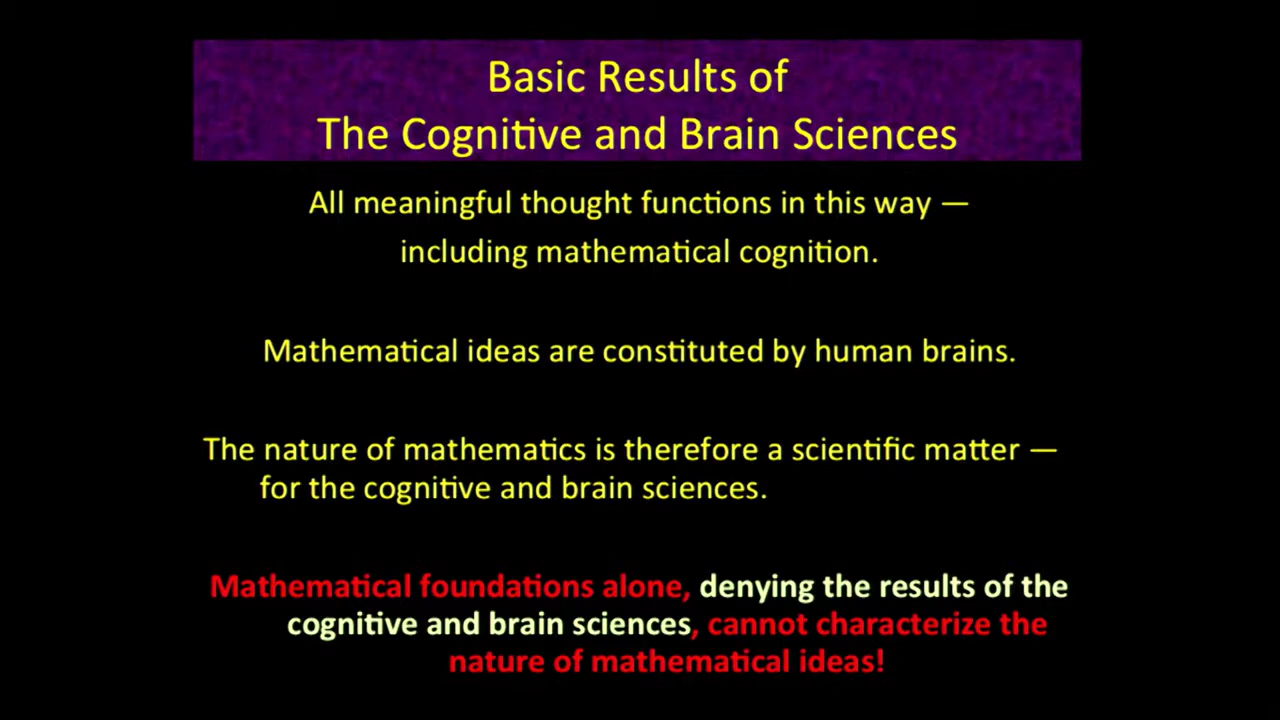 Basic Results of
The Cognitive and Brain Sciences
All meaningful thought functions in this way —
including mathematical cognition.
Mathematical ideas are constituted by human brains.
The nature of mathematics is therefore a scientific matter —
for the cognitive and brain sciences.
Mathematical foundations alone, denying the results of the
cognitive and brain sciences, cannot characterize the
nature of mathematical ideas!